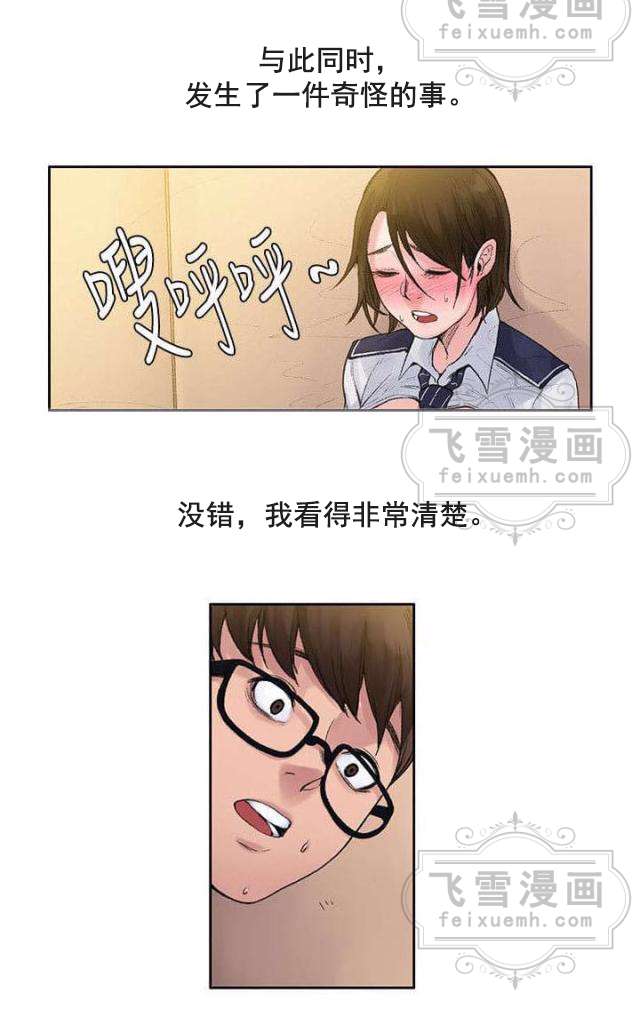 飞雪漫画
feixuemh.com
与此同时，
发生了一件奇怪的事。
嗖呼呼~
飞雪漫画
feixuemh.com
没错，我看得非常清楚。
飞雪漫画
feixuemh.com